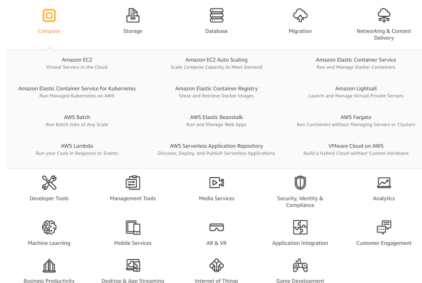 Compute
Storage
Database
Migration
Networking & Content
Delivery
Amazon EC2
Virtual Servers in the Cloud
Amazon EC2 Auto Scaling
Scale Compute Capacity to Meet Demand
Amazon Elastic Container Service
Run and Manage Docker Containers
Amazon Elastic Container Service for Kubernetes
Run Managed Kubernetes on AWS
Amazon Elastic Container Registry
Store and Retrieve Docker Images
Amazon Lightsail
Launch and Manage Virtual Private Servers
AWS Batch
Run Batch Jobs at Any Scale
AWS Elastic Beanstalk
Run and Manage Web Apps
AWS Fargate
Run Containers without Managing Servers or Clusters
AWS Lambda
Run your Code in Response to Events
AWS Serverless Application Repository
Discover, Deploy, and Publish Serverless Applications
VMware Cloud on AWS
Build a Hybrid Cloud without Custom Hardware
Developer Tools
Management Tools
Media Services
Security, Identity &
Compliance
Analytics
Machine Learning
Mobile Services
AR & VR
Application Integration
Customer Engagement
Business Productivity
Desktop & App Streaming
Internet of Things
Game Development